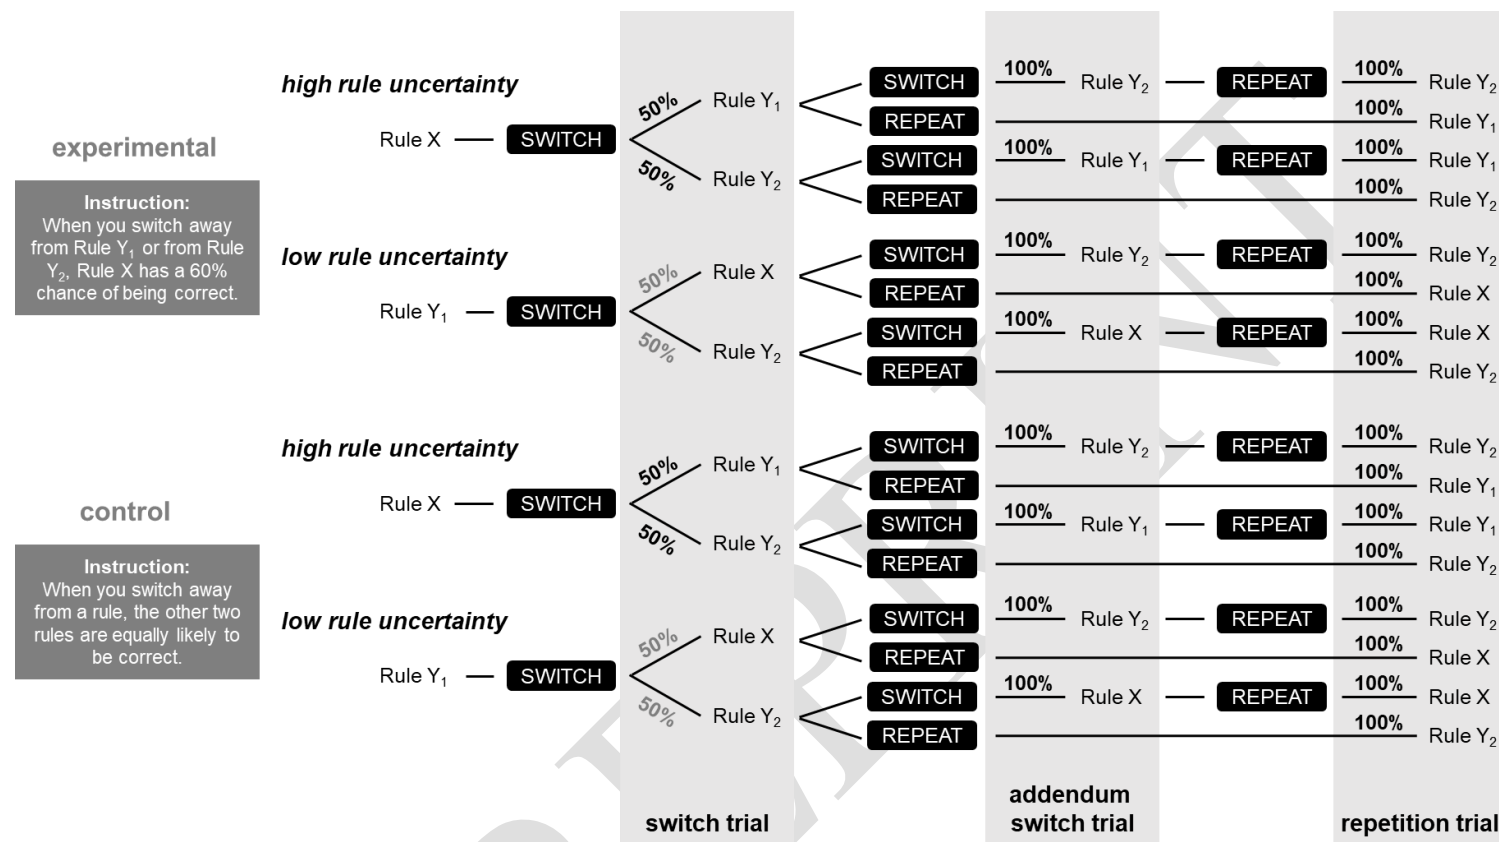 high rule uncertainty
experimental
Instruction:
When you switch away
from Rule Y₁ or from Rule
Y₂, Rule X has a 60%
chance of being correct.
Rule X SWITCH
50% Rule Y₁
50% Rule Y₂
SWITCH 100% Rule Y₂ REPEAT 100% Rule Y₂
REPEAT 100% Rule Y₁
SWITCH 100% Rule Y₁ REPEAT 100% Rule Y₁
REPEAT 100% Rule Y₂
low rule uncertainty
Rule Y₁ SWITCH
50% Rule X
50% Rule Y₂
SWITCH 100% Rule Y₂ REPEAT 100% Rule Y₂
REPEAT 100% Rule X
SWITCH 100% Rule X REPEAT 100% Rule X
REPEAT 100% Rule Y₂
high rule uncertainty
control
Instruction:
When you switch away
from a rule, the other two
rules are equally likely to
be correct.
Rule X SWITCH
50% Rule Y₁
50% Rule Y₂
SWITCH 100% Rule Y₂ REPEAT 100% Rule Y₂
REPEAT 100% Rule Y₁
SWITCH 100% Rule Y₁ REPEAT 100% Rule Y₁
REPEAT 100% Rule Y₂
low rule uncertainty
Rule Y₁ SWITCH
50% Rule X
50% Rule Y₂
SWITCH 100% Rule Y₂ REPEAT 100% Rule Y₂
REPEAT 100% Rule X
SWITCH 100% Rule X REPEAT 100% Rule X
REPEAT 100% Rule Y₂
switch trial
addendum
switch trial
repetition trial